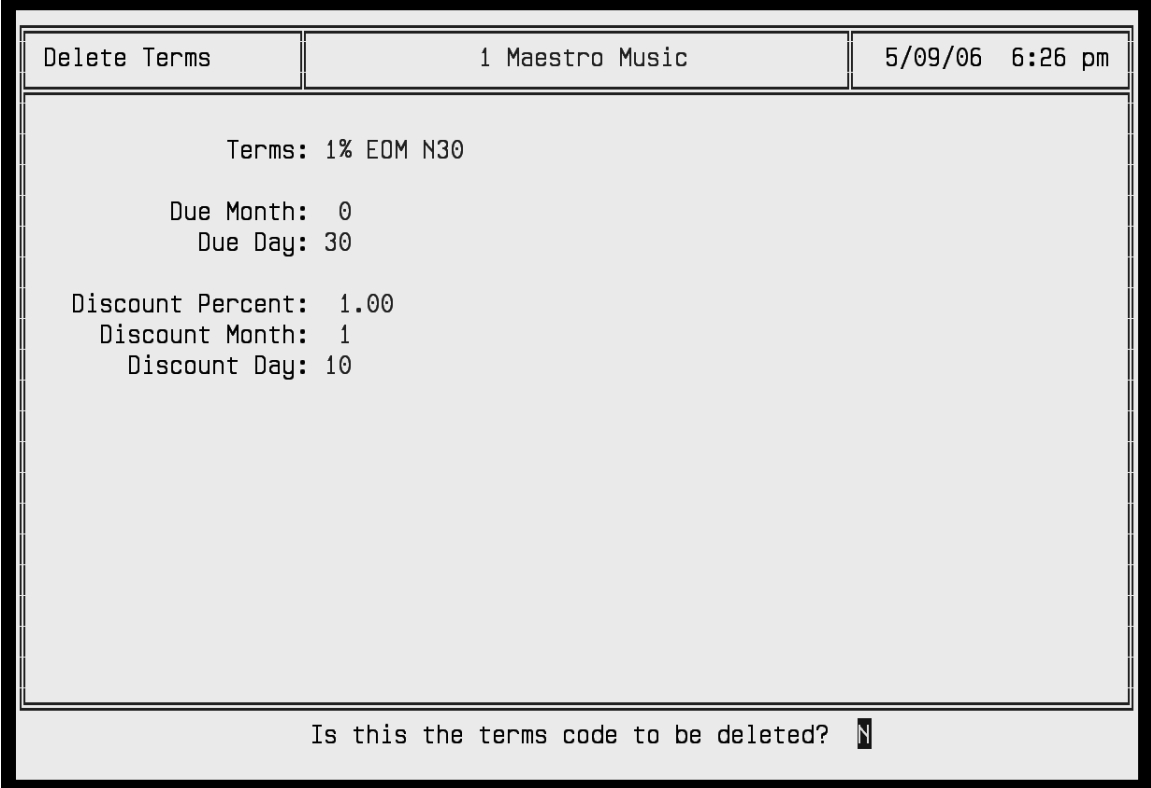 Delete Terms 1 Maestro Music 5/09/06 6:26 pm
Terms: 1% EOM N30
Due Month: 0
Due Day: 30
Discount Percent: 1.00
Discount Month: 1
Discount Day: 10
Is this the terms code to be deleted? N